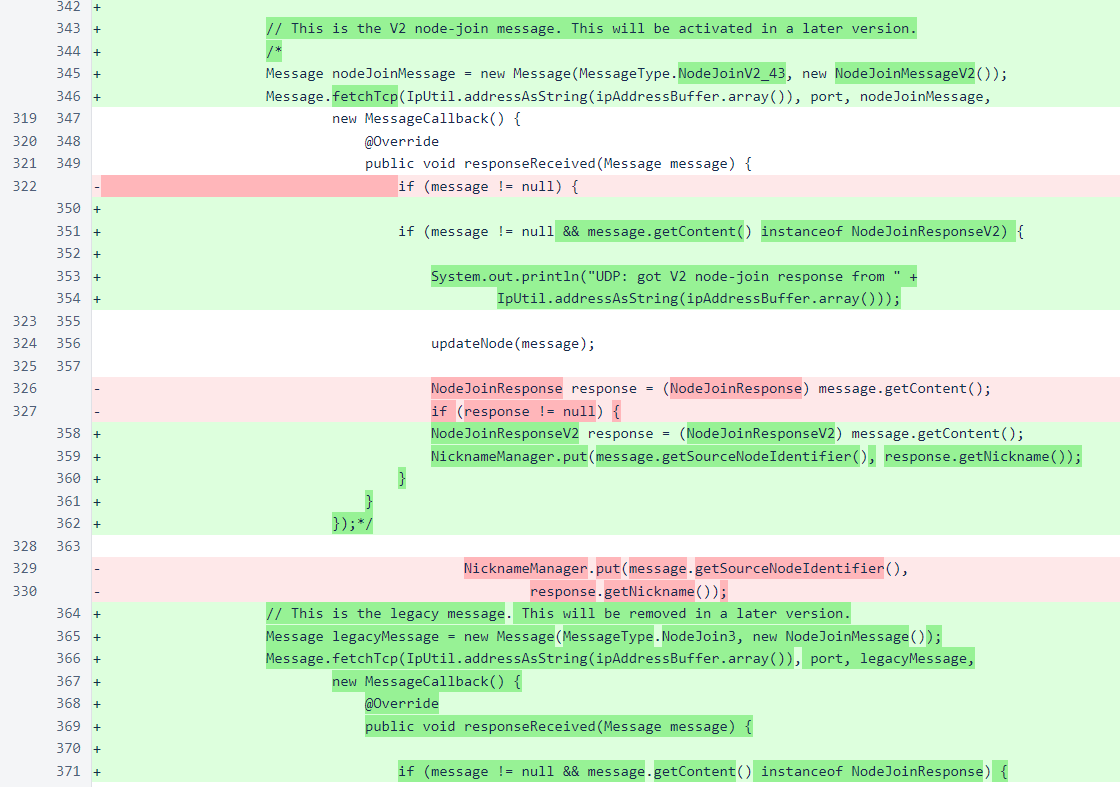 342 +
343 + // This is the V2 node-join message. This will be activated in a later version.
344 + /*
345 + Message nodeJoinMessage = new Message(MessageType.NodeJoinV2_43, new NodeJoinMessageV2());
346 + Message.fetchTcp(IpUtil.addressAsString(ipAddressBuffer.array()), port, nodeJoinMessage,
319 347 new MessageCallback() {
320 348 @Override
321 349 public void responseReceived(Message message) {
322 - if (message != null) {
350 +
351 + if (message != null && message.getContent() instanceof NodeJoinResponseV2) {
352 +
353 + System.out.println("UDP: got V2 node-join response from " +
354 + IpUtil.addressAsString(ipAddressBuffer.array()));
323 355
324 356 updateNode(message);
325 357
326 - NodeJoinResponse response = (NodeJoinResponse) message.getContent();
327 - if (response != null) {
358 + NodeJoinResponseV2 response = (NodeJoinResponseV2) message.getContent();
359 + NicknameManager.put(message.getSourceNodeIdentifier(), response.getNickname());
360 + }
361 + }
362 + });*/
328 363
329 - NicknameManager.put(message.getSourceNodeIdentifier(),
330 - response.getNickname());
364 + // This is the legacy message. This will be removed in a later version.
365 + Message legacyMessage = new Message(MessageType.NodeJoin3, new NodeJoinMessage());
366 + Message.fetchTcp(IpUtil.addressAsString(ipAddressBuffer.array()), port, legacyMessage,
367 + new MessageCallback() {
368 + @Override
369 + public void responseReceived(Message message) {
370 +
371 + if (message != null && message.getContent() instanceof NodeJoinResponse) {